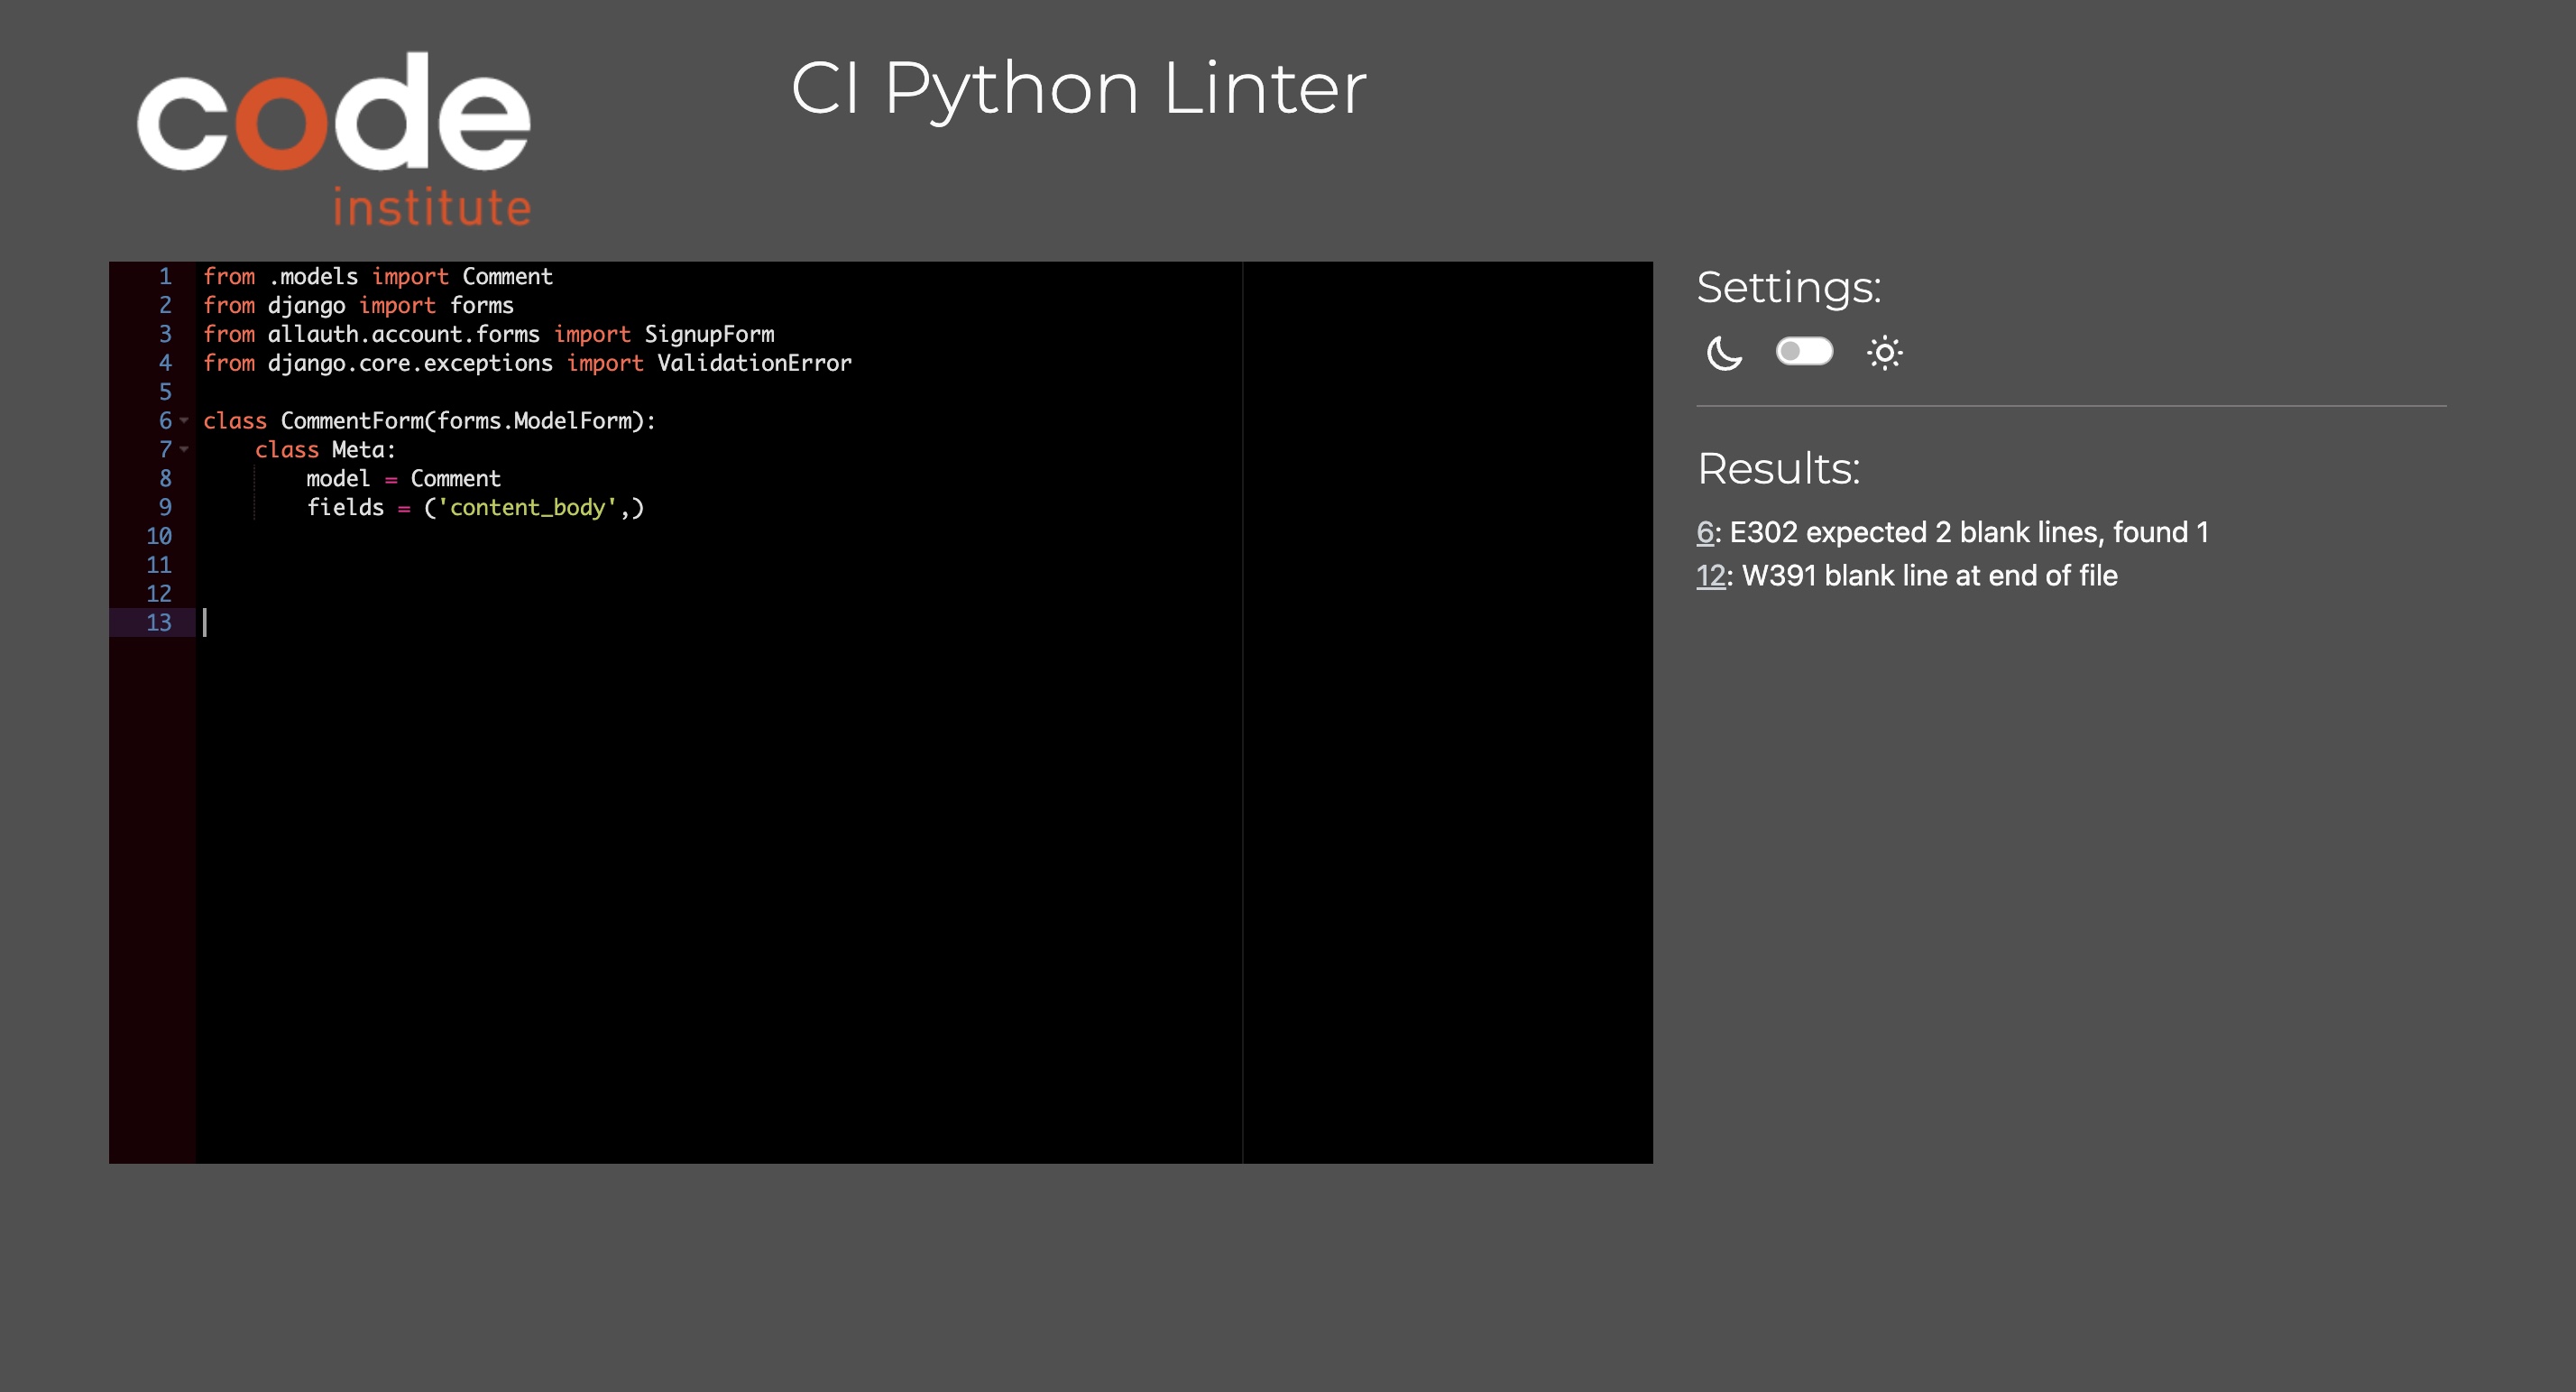 code
institute
CI Python Linter
1 from .models import Comment
2 from django import forms
3 from allauth.account.forms import SignupForm
4 from django.core.exceptions import ValidationError
5
6 class CommentForm(forms.ModelForm):
7     class Meta:
8         model = Comment
9         fields = ('content_body',)
10
11
12
13
Settings:
Results:
6: E302 expected 2 blank lines, found 1
12: W391 blank line at end of file